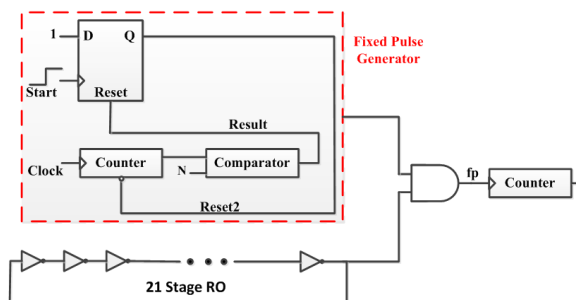 1
D
Q
Fixed Pulse
Generator
Start
Reset
Result
Clock
Counter
N
Comparator
fp
Counter
Reset2
21 Stage RO